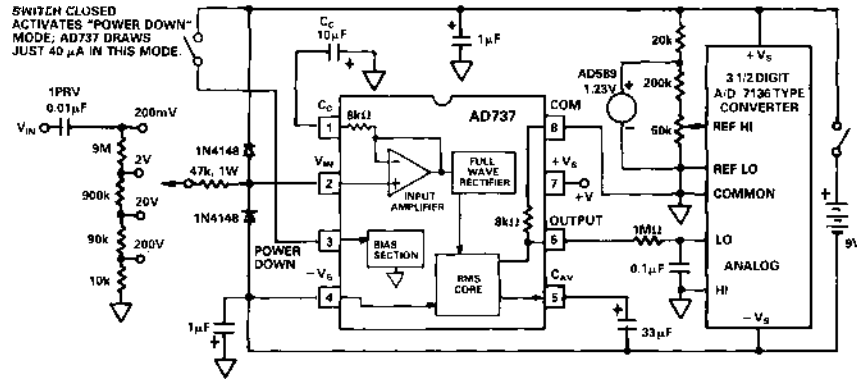 SWITCH CLOSED
ACTIVATES "POWER DOWN"
MODE; AD737 DRAWS
JUST 40 µA IN THIS MODE.
CC
10µF
+
1µF
+
20k
+VS
AD589
1.23V
+
−
200k
50k
3 1/2 DIGIT
A/D 7136 TYPE
CONVERTER
REF HI
REF LO
COMMON
LO
ANALOG
HI
−VS
+
9V
1PRV
0.01µF
VIN
200mV
9M
2V
900k
20V
90k
200V
10k
47k, 1W
1N4148
1N4148
CC
8kΩ
AD737
COM
1
8
VIN
2
−
+
INPUT
AMPLIFIER
FULL
WAVE
RECTIFIER
+VS
7
+V
8kΩ
OUTPUT
6
1MΩ
0.1µF
POWER
DOWN
3
BIAS
SECTION
−VS
4
RMS
CORE
CAV
5
1µF
+
+
33µF